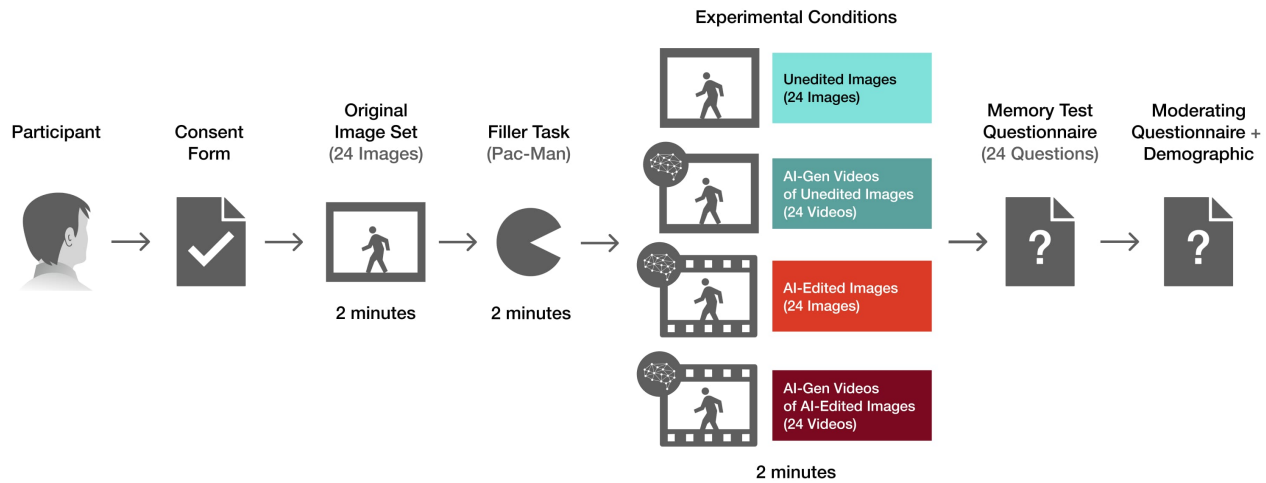 Experimental Conditions
Participant
Consent
Form
Original
Image Set
(24 Images)
2 minutes
Filler Task
(Pac-Man)
2 minutes
Unedited Images
(24 Images)
AI-Gen Videos
of Unedited Images
(24 Videos)
AI-Edited Images
(24 Images)
AI-Gen Videos
of AI-Edited Images
(24 Videos)
2 minutes
Memory Test
Questionnaire
(24 Questions)
?
Moderating
Questionnaire +
Demographic
?